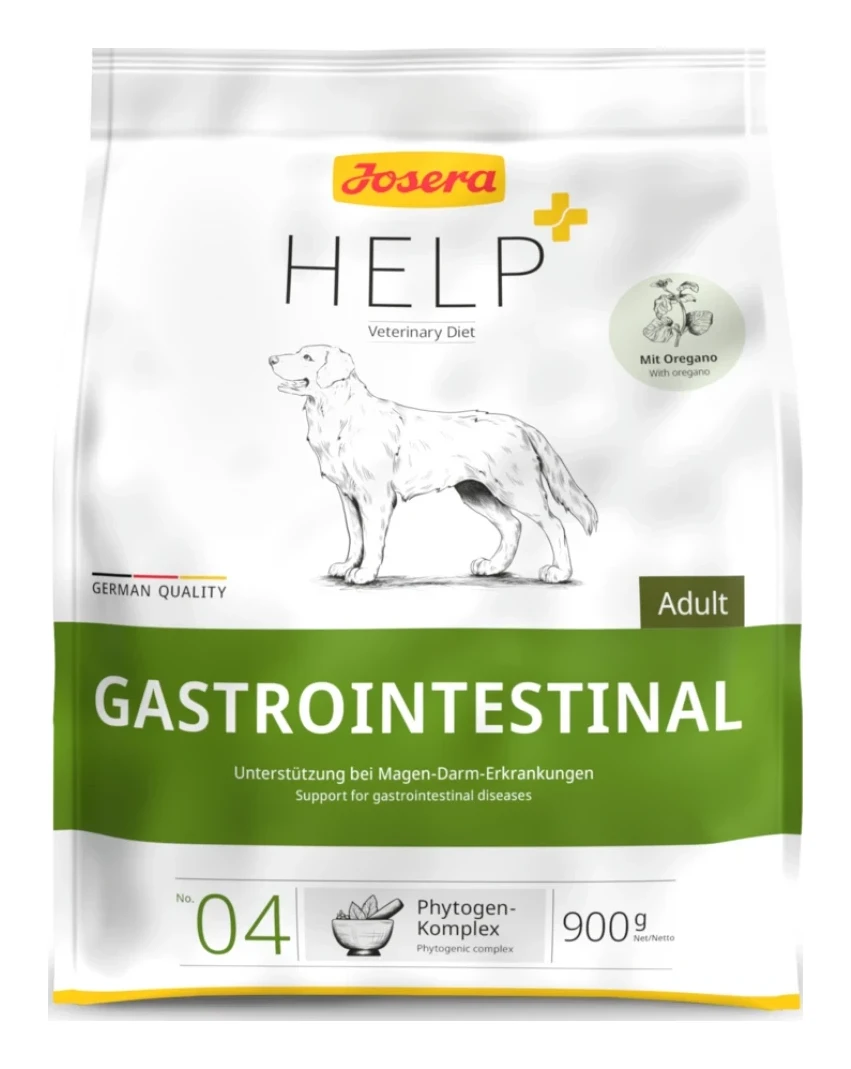 Josera
HELP
Veterinary Diet
Mit Oregano
With oregano
GERMAN QUALITY
Adult
GASTROINTESTINAL
Unterstützung bei Magen-Darm-Erkrankungen
Support for gastrointestinal diseases
No. 04
Phytogen-
Komplex
Phytogenic complex
900g
Net/Netto